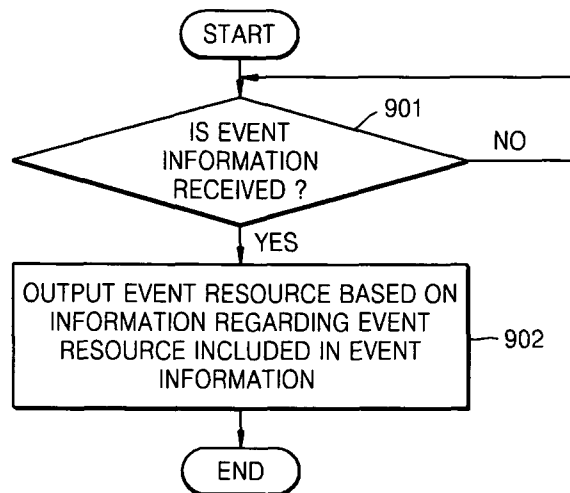 START
901
IS EVENT
INFORMATION
RECEIVED ?
NO
YES
OUTPUT EVENT RESOURCE BASED ON
INFORMATION REGARDING EVENT
RESOURCE INCLUDED IN EVENT
INFORMATION
902
END